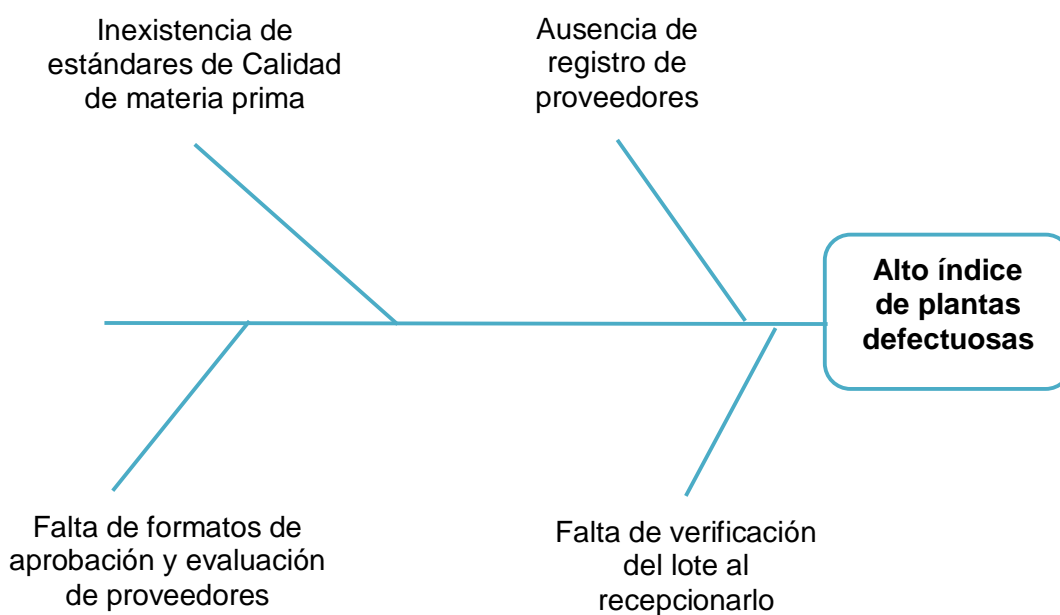 Inexistencia de
estándares de Calidad
de materia prima
Ausencia de
registro de
proveedores
Alto índice
de plantas
defectuosas
Falta de formatos de
aprobación y evaluación
de proveedores
Falta de verificación
del lote al
recepcionarlo